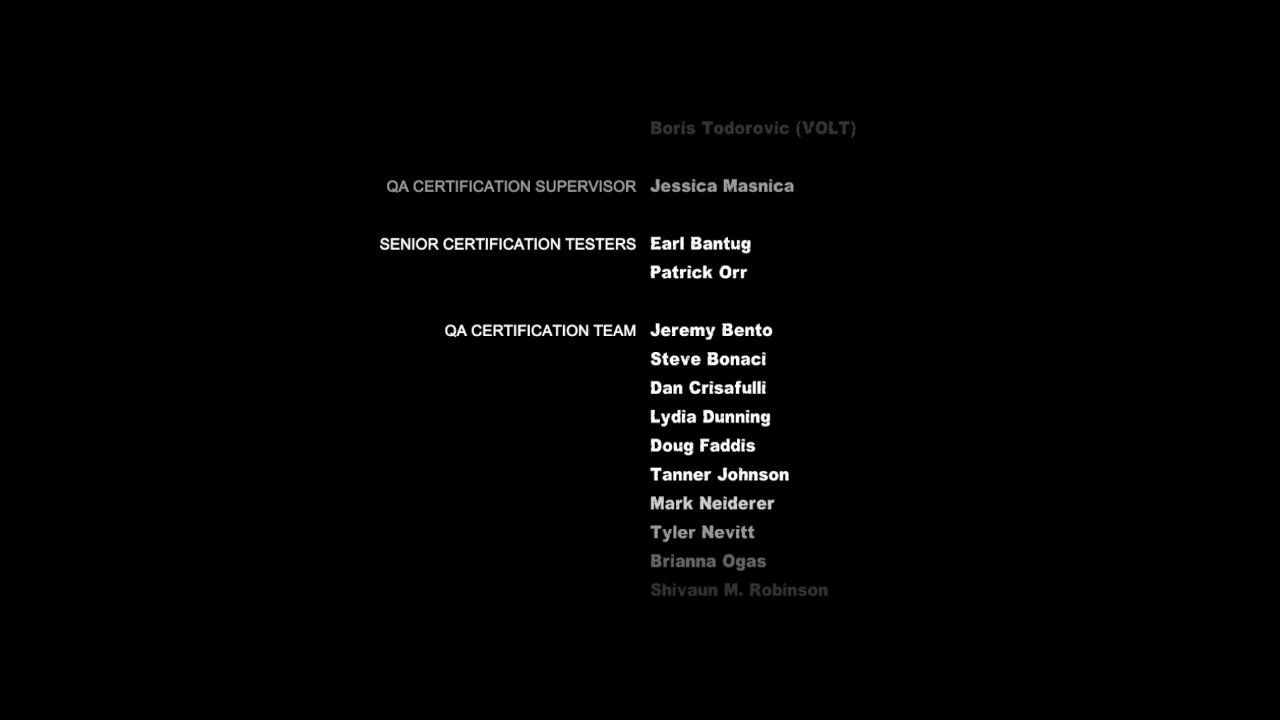 Boris Todorovic (VOLT)
QA CERTIFICATION SUPERVISOR Jessica Masnica
SENIOR CERTIFICATION TESTERS Earl Bantug
Patrick Orr
QA CERTIFICATION TEAM Jeremy Bento
Steve Bonaci
Dan Crisafulli
Lydia Dunning
Doug Faddis
Tanner Johnson
Mark Neiderer
Tyler Nevitt
Brianna Ogas
Shivaun M. Robinson